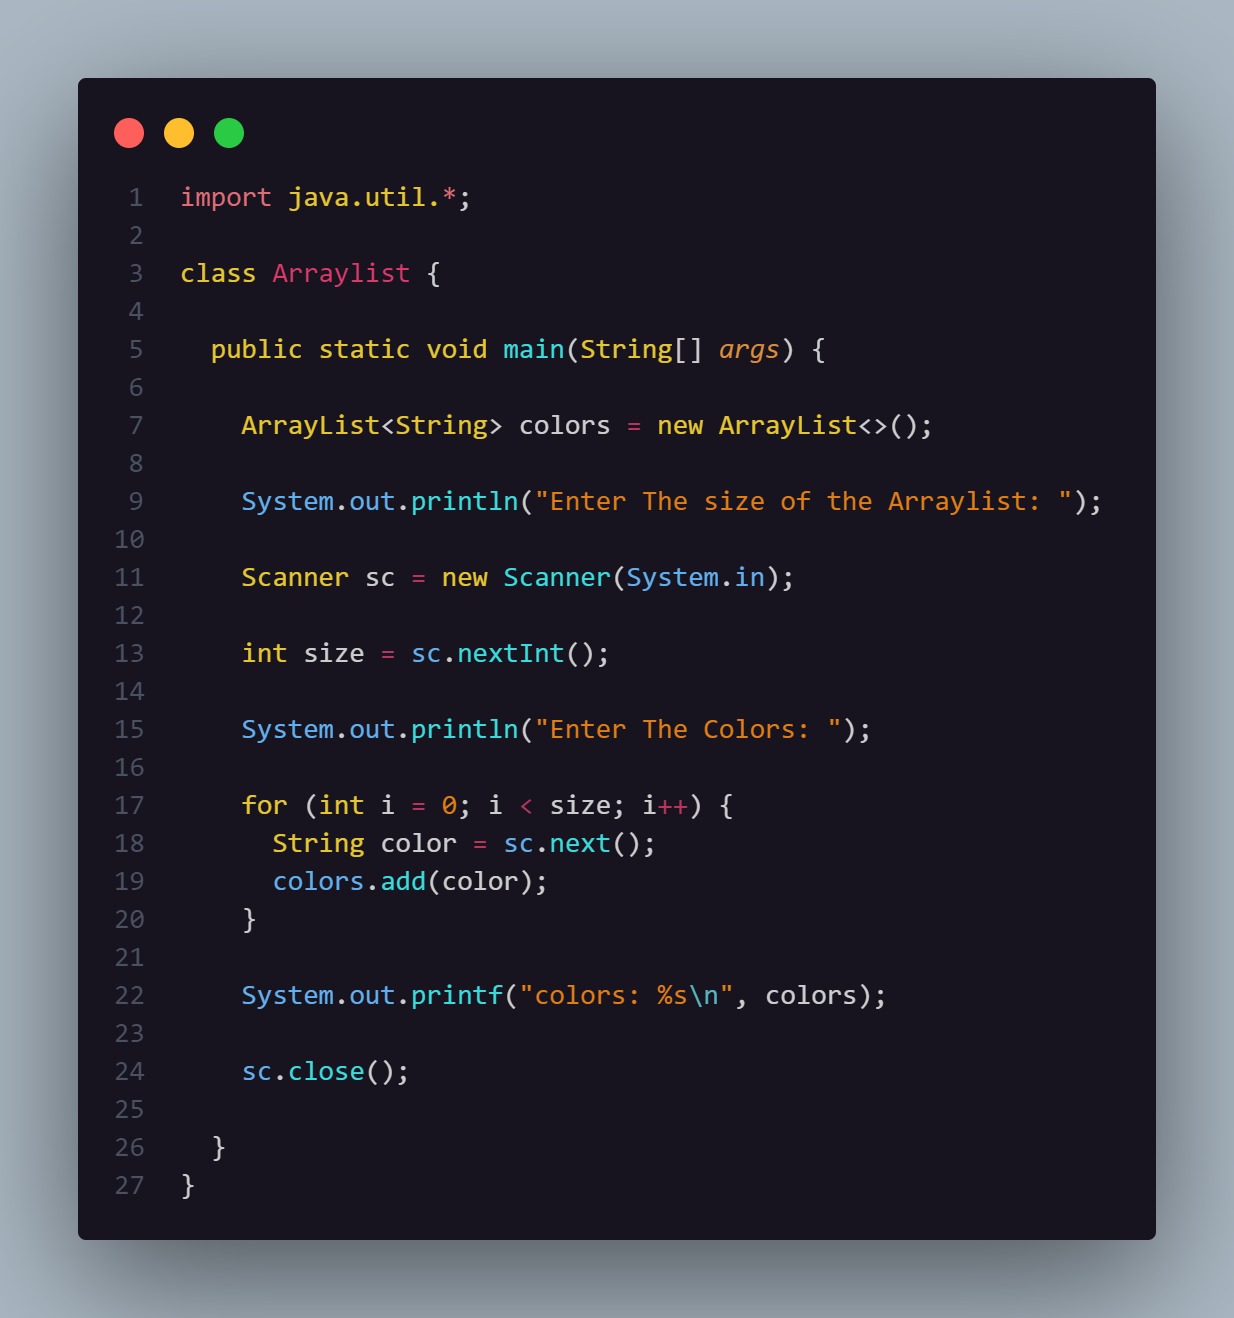 1 import java.util.*;
2
3 class Arraylist {
4
5   public static void main(String[] args) {
6
7     ArrayList<String> colors = new ArrayList<>();
8
9     System.out.println("Enter The size of the Arraylist: ");
10
11     Scanner sc = new Scanner(System.in);
12
13     int size = sc.nextInt();
14
15     System.out.println("Enter The Colors: ");
16
17     for (int i = 0; i < size; i++) {
18       String color = sc.next();
19       colors.add(color);
20     }
21
22     System.out.printf("colors: %s\n", colors);
23
24     sc.close();
25
26   }
27 }